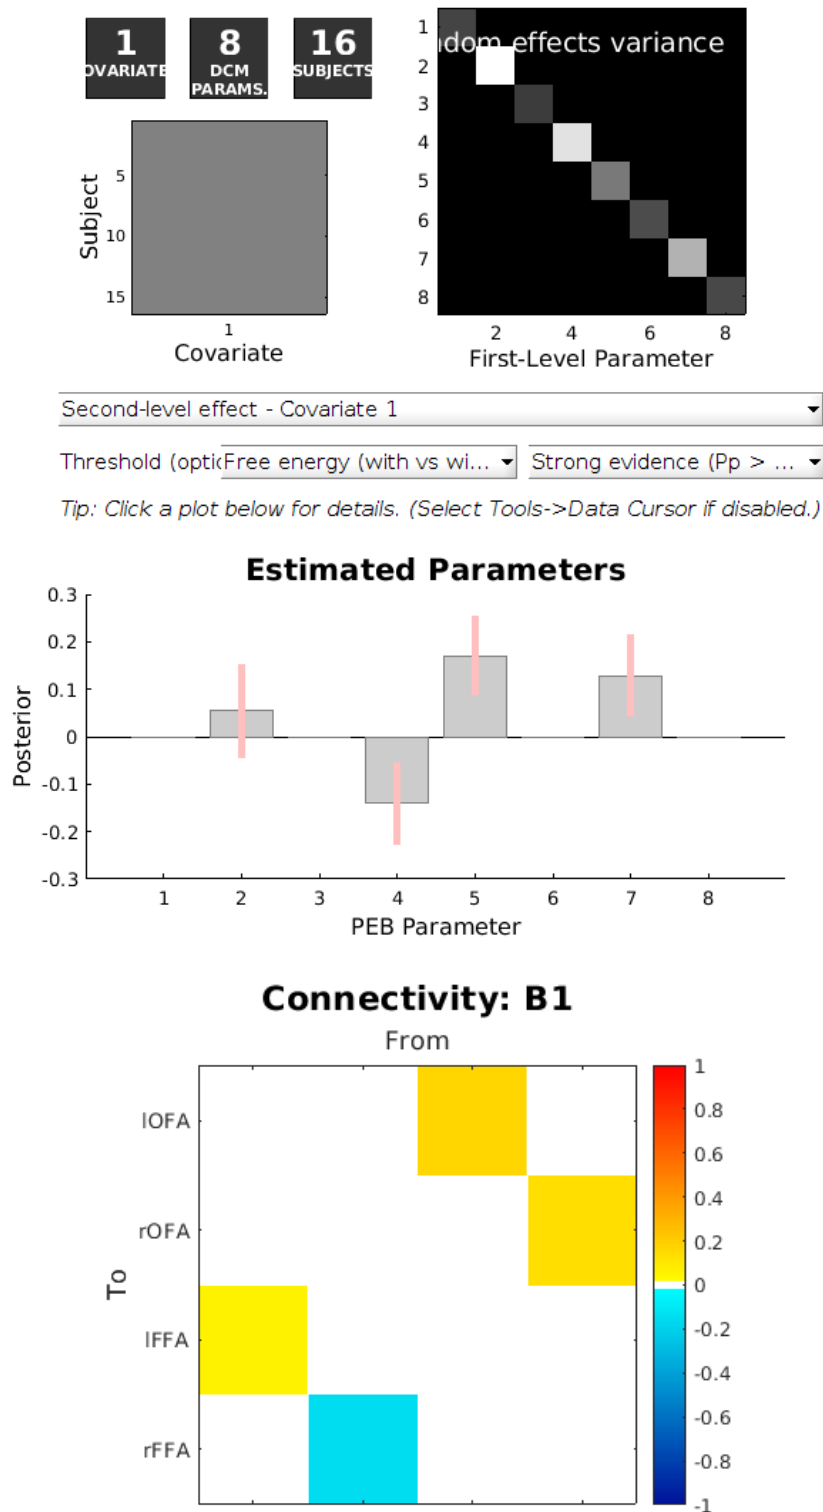 1
OVARIATE
8
DCM
PARAMS.
16
SUBJECTS
Subject
5
10
15
1
Covariate
ndom effects variance
1
2
3
4
5
6
7
8
2
4
6
8
First-Level Parameter
Second-level effect - Covariate 1
Threshold (optic
Free energy (with vs wi...
Strong evidence (Pp > ...
Tip: Click a plot below for details. (Select Tools->Data Cursor if disabled.)
Estimated Parameters
Posterior
0.3
0.2
0.1
0
-0.1
-0.2
-0.3
1 2 3 4 5 6 7 8
PEB Parameter
Connectivity: B1
From
To
lOFA
rOFA
lFFA
rFFA
1
0.8
0.6
0.4
0.2
0
-0.2
-0.4
-0.6
-0.8
-1